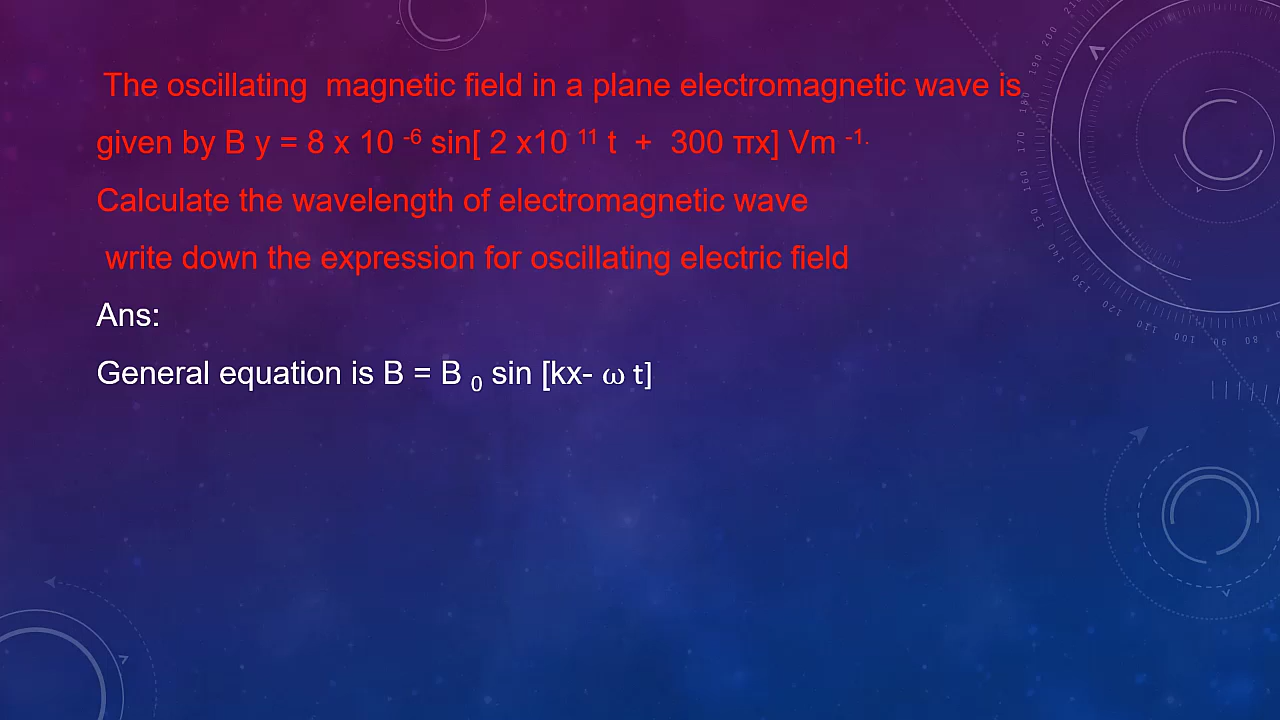 The oscillating magnetic field in a plane electromagnetic wave is
given by B y = 8 x 10 -6 sin[ 2 x10 11 t + 300 πx] Vm -1.
Calculate the wavelength of electromagnetic wave
write down the expression for oscillating electric field
Ans:
General equation is B = B 0 sin [kx- ω t]